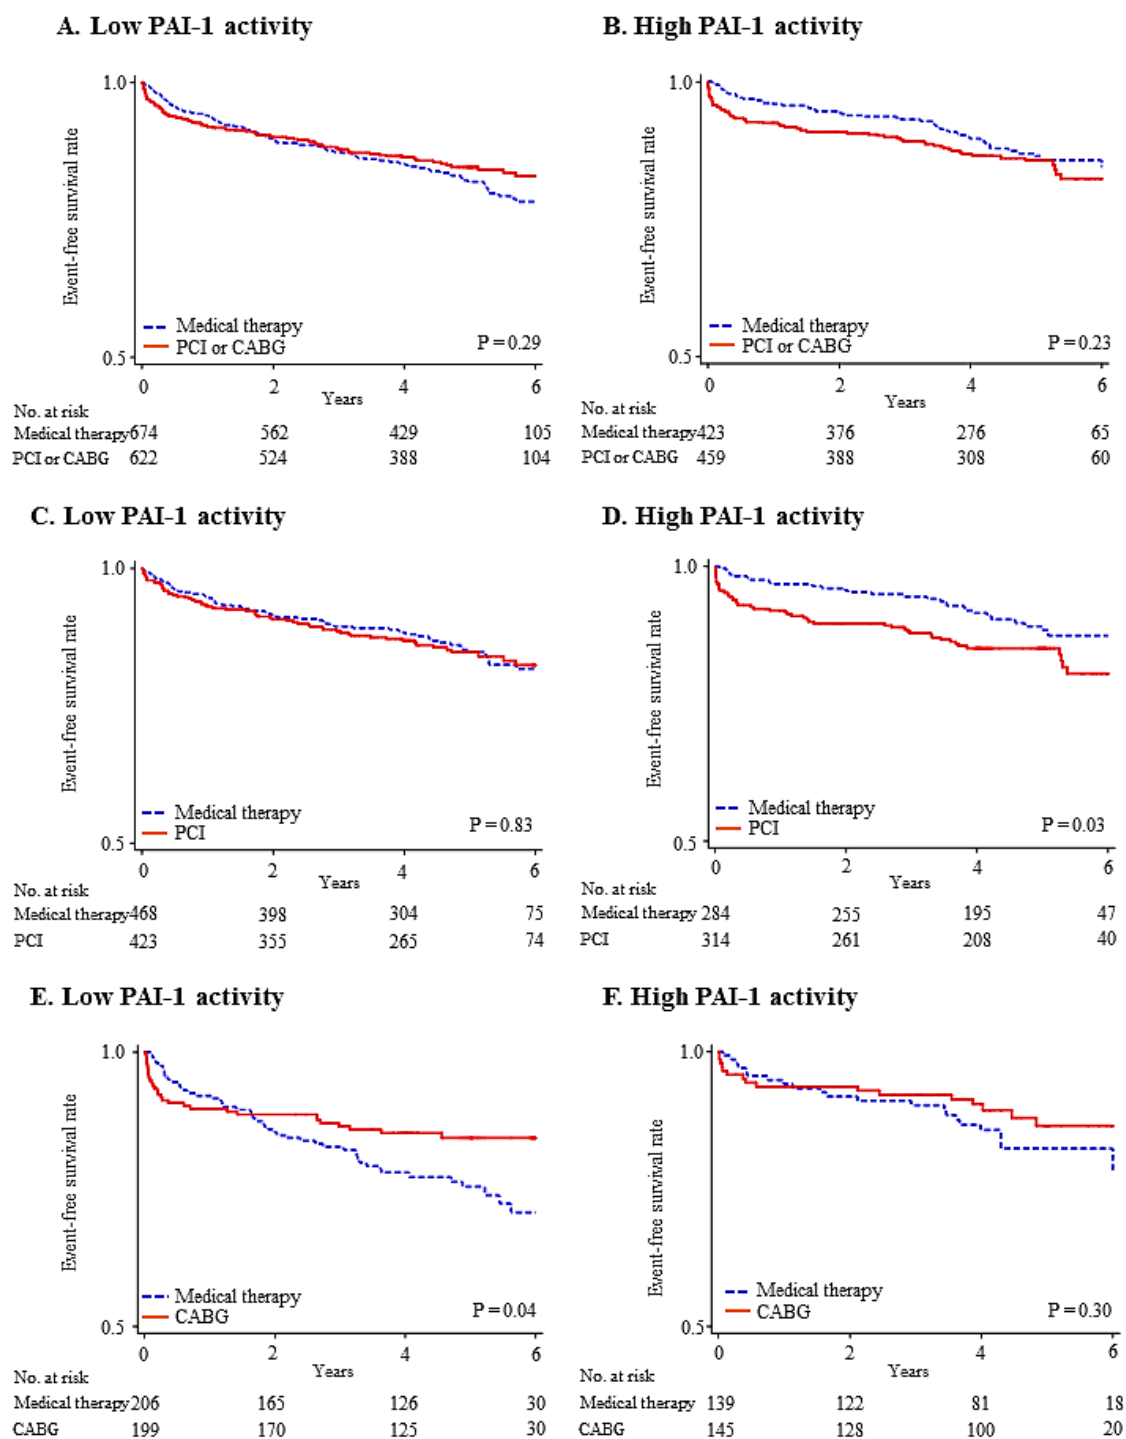 A. Low PAI-1 activity
1.0
Event-free survival rate
0.5
Medical therapy
PCI or CABG
P = 0.29
0 2 4 6
Years
No. at risk
Medical therapy 674 562 429 105
PCI or CABG 622 524 388 104
B. High PAI-1 activity
1.0
Event-free survival rate
0.5
Medical therapy
PCI or CABG
P = 0.23
0 2 4 6
Years
No. at risk
Medical therapy 423 376 276 65
PCI or CABG 459 388 308 60
C. Low PAI-1 activity
1.0
Event-free survival rate
0.5
Medical therapy
PCI
P = 0.83
0 2 4 6
Years
No. at risk
Medical therapy 468 398 304 75
PCI 423 355 265 74
D. High PAI-1 activity
1.0
Event-free survival rate
0.5
Medical therapy
PCI
P = 0.03
0 2 4 6
Years
No. at risk
Medical therapy 284 255 195 47
PCI 314 261 208 40
E. Low PAI-1 activity
1.0
Event-free survival rate
0.5
Medical therapy
CABG
P = 0.04
0 2 4 6
Years
No. at risk
Medical therapy 206 165 126 30
CABG 199 170 125 30
F. High PAI-1 activity
1.0
Event-free survival rate
0.5
Medical therapy
CABG
P = 0.30
0 2 4 6
Years
No. at risk
Medical therapy 139 122 81 18
CABG 145 128 100 20